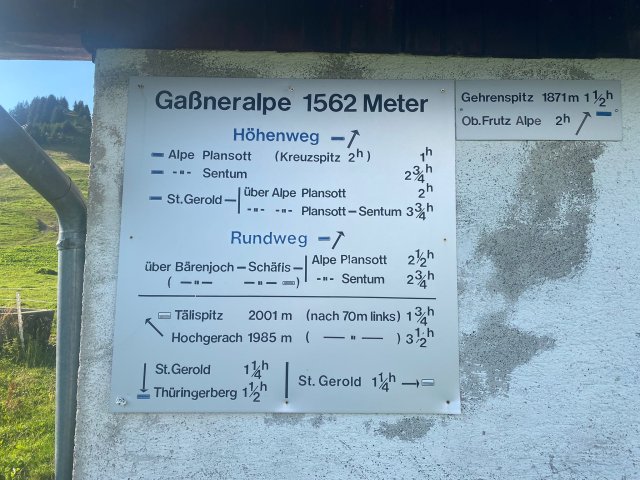 Gaßneralpe 1562 Meter
Höhenweg
Alpe Plansott (Kreuzspitz 2h) 1h
-"- Sentum 2 3/4h
St.Gerold über Alpe Plansott 2h
-"- -"- Plansott-Sentum 3 3/4h
Rundweg
über Bärenjoch-Schäfis Alpe Plansott 2 1/2h
( -"- -"- ) -"- Sentum 2 3/4h
Tälispitz 2001 m (nach 70m links) 1 3/4h
Hochgerach 1985 m ( -"- ) 3 1/2h
St.Gerold 1 1/4h
Thüringerberg 1 1/2h
St. Gerold 1 1/4h
Gehrenspitz 1871m 1 1/2h
Ob. Frutz Alpe 2h